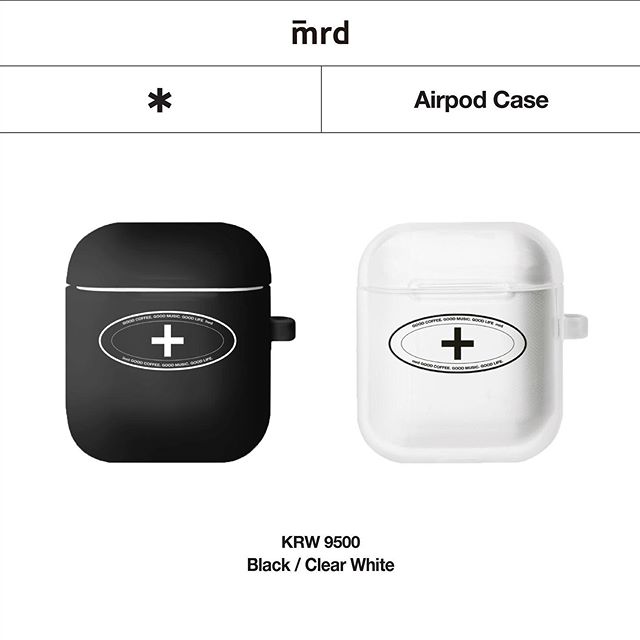 m̄rd
*
Airpod Case
GOOD COFFEE. GOOD MUSIC. GOOD LIFE. mrd
+
mrd GOOD COFFEE. GOOD MUSIC. GOOD LIFE.
GOOD COFFEE. GOOD MUSIC. GOOD LIFE. mrd
+
mrd GOOD COFFEE. GOOD MUSIC. GOOD LIFE.
KRW 9500
Black / Clear White